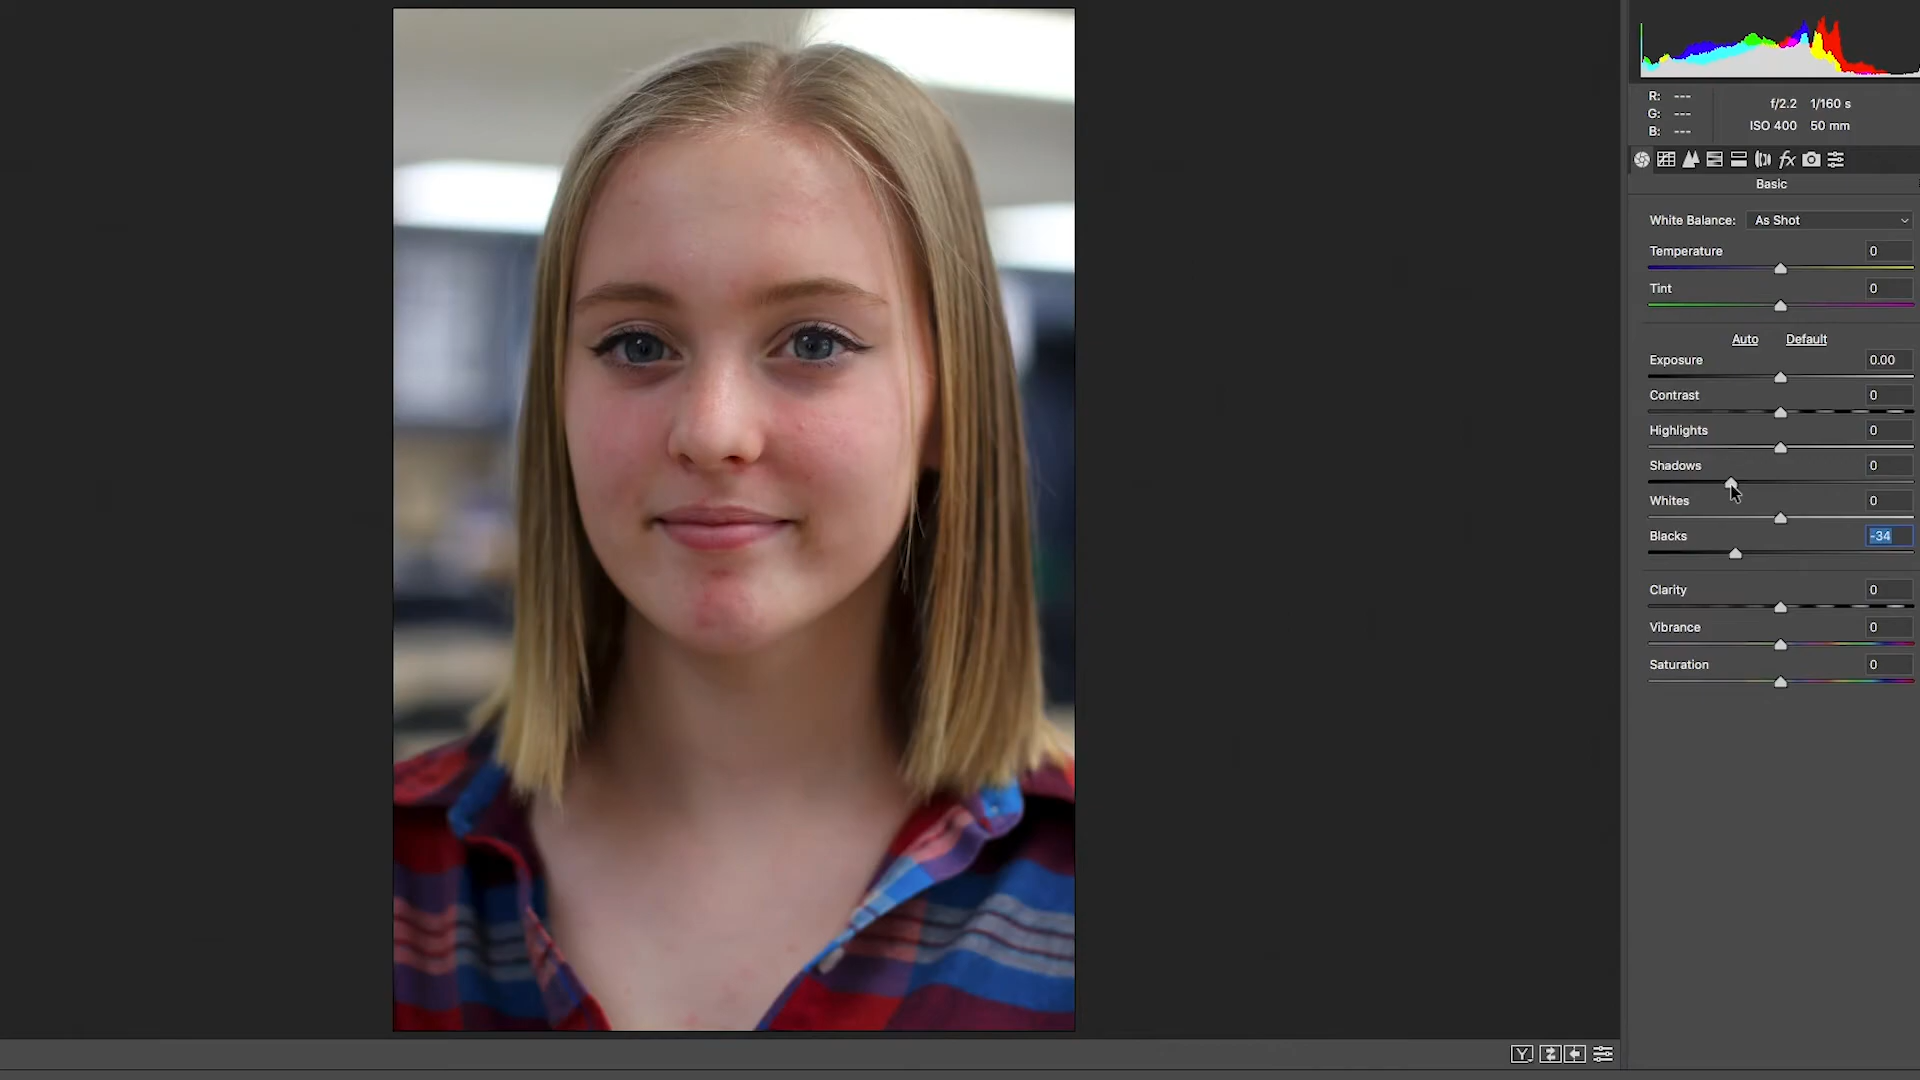 R: ---
G: ---
B: ---
f/2.2 1/160 s
ISO 400 50 mm
fx
Basic
White Balance: As Shot
Temperature 0
Tint 0
Auto Default
Exposure 0.00
Contrast 0
Highlights 0
Shadows 0
Whites 0
Blacks -34
Clarity 0
Vibrance 0
Saturation 0
Y